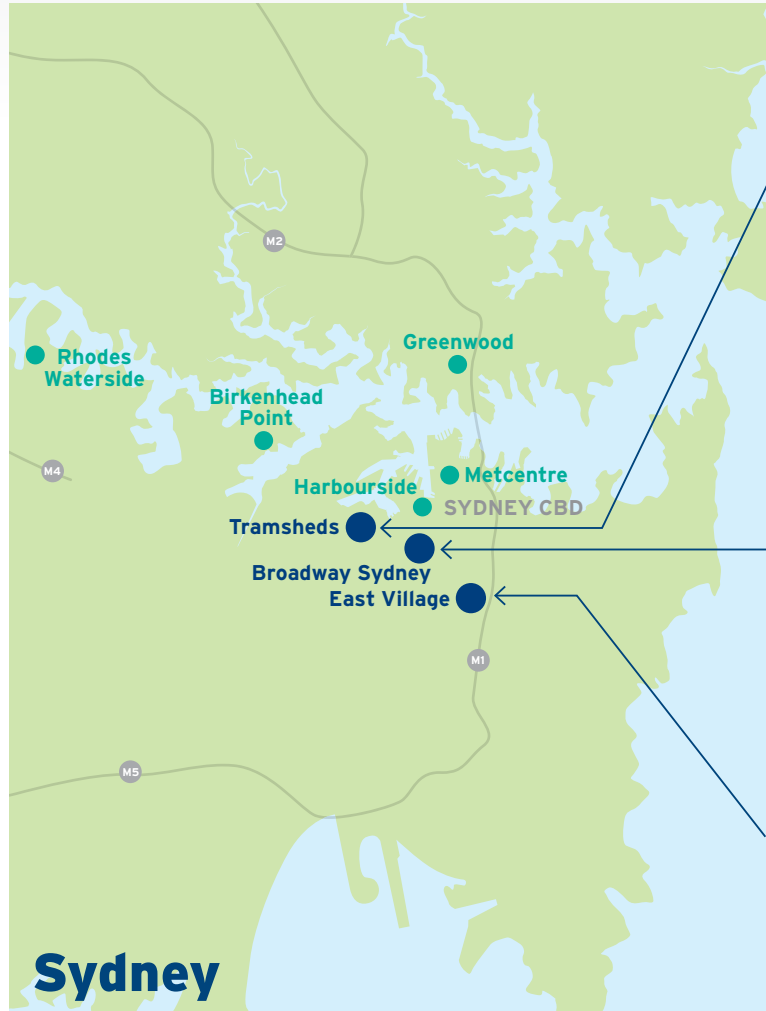 M2
Greenwood
Rhodes
Waterside
Birkenhead
Point
M4
Metcentre
Harbourside
SYDNEY CBD
Tramsheds
Broadway Sydney
East Village
M1
M5
Sydney